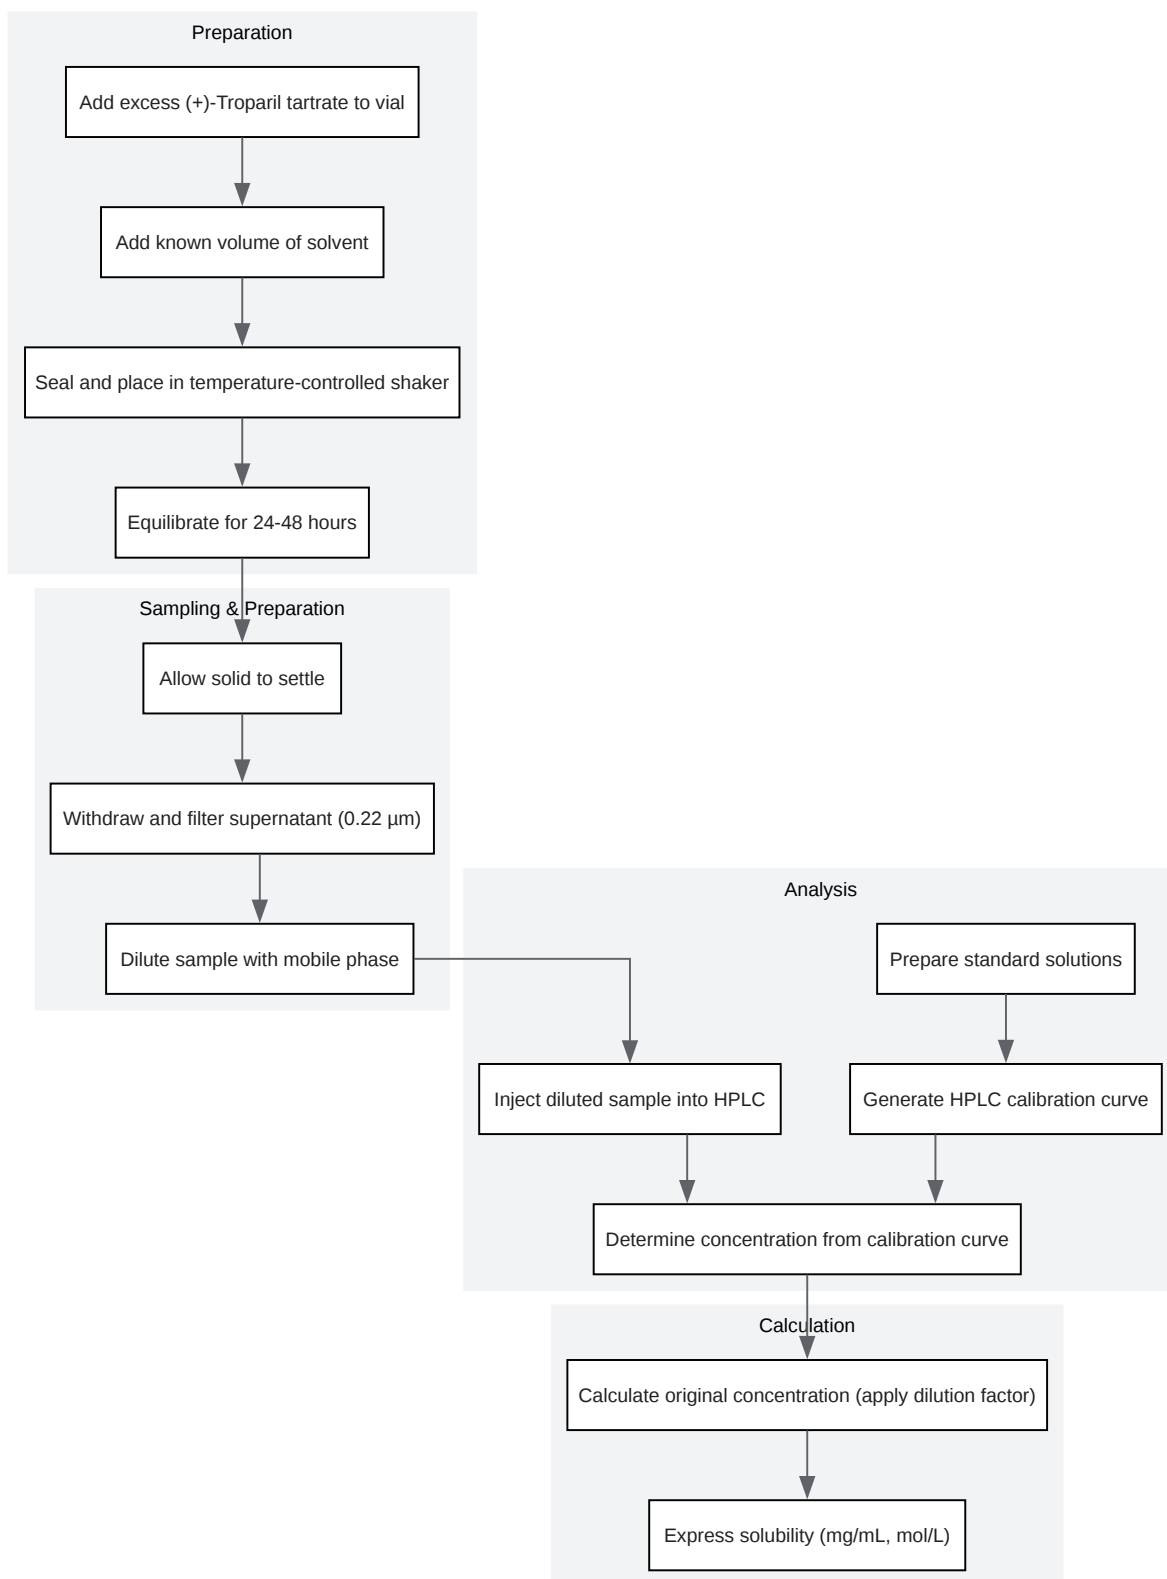 Preparation
Add excess (+)-Troparil tartrate to vial
Add known volume of solvent
Seal and place in temperature-controlled shaker
Equilibrate for 24-48 hours
Sampling & Preparation
Allow solid to settle
Withdraw and filter supernatant (0.22 µm)
Dilute sample with mobile phase
Analysis
Prepare standard solutions
Inject diluted sample into HPLC
Generate HPLC calibration curve
Determine concentration from calibration curve
Calculation
Calculate original concentration (apply dilution factor)
Express solubility (mg/mL, mol/L)